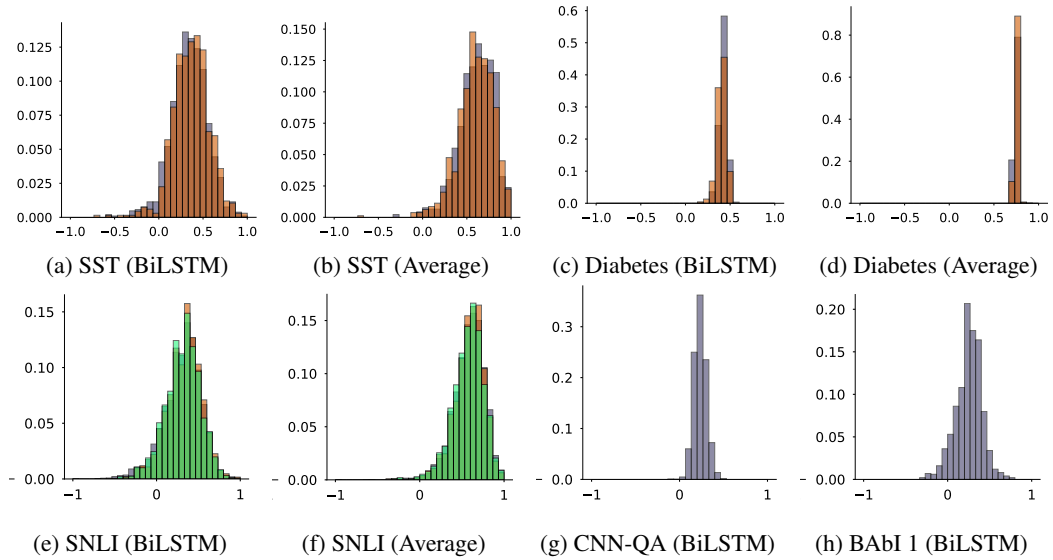 0.125
0.100
0.075
0.050
0.025
0.000
−1.0 −0.5 0.0 0.5 1.0
(a) SST (BiLSTM)
0.150
0.125
0.100
0.075
0.050
0.025
0.000
−1.0 −0.5 0.0 0.5 1.0
(b) SST (Average)
0.6
0.5
0.4
0.3
0.2
0.1
0.0
−1.0 −0.5 0.0 0.5 1.0
(c) Diabetes (BiLSTM)
0.8
0.6
0.4
0.2
0.0
−1.0 −0.5 0.0 0.5 1.0
(d) Diabetes (Average)
0.15
0.10
0.05
0.00
−1 0 1
(e) SNLI (BiLSTM)
0.15
0.10
0.05
0.00
−1 0 1
(f) SNLI (Average)
0.3
0.2
0.1
0.0
−1 0 1
(g) CNN-QA (BiLSTM)
0.20
0.15
0.10
0.05
0.00
−1 0 1
(h) BAbI 1 (BiLSTM)